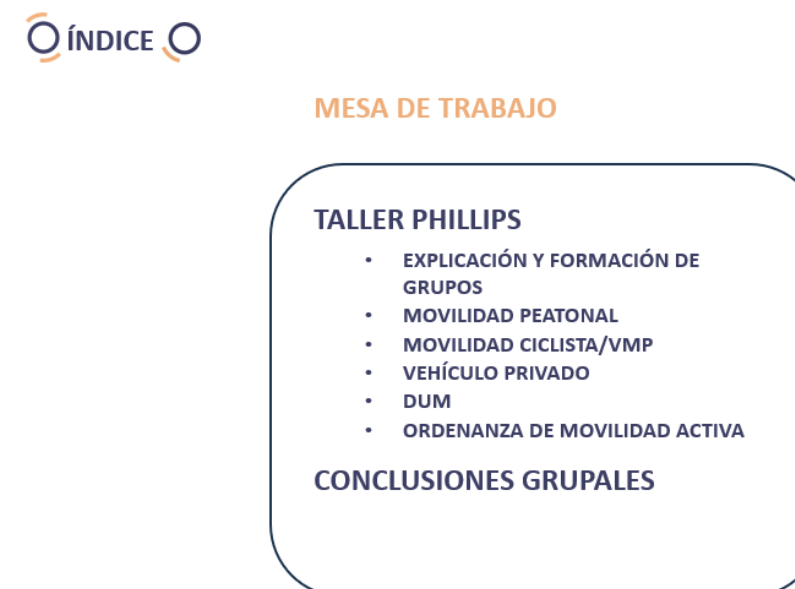 ÍNDICE
MESA DE TRABAJO
TALLER PHILLIPS
• EXPLICACIÓN Y FORMACIÓN DE
GRUPOS
• MOVILIDAD PEATONAL
• MOVILIDAD CICLISTA/VMP
• VEHÍCULO PRIVADO
• DUM
• ORDENANZA DE MOVILIDAD ACTIVA
CONCLUSIONES GRUPALES